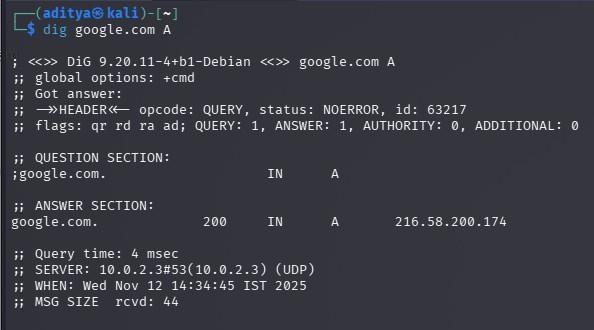 ┌──(aditya㉿kali)-[~]
└─$ dig google.com A

; <<>> DiG 9.20.11-4+b1-Debian <<>> google.com A
;; global options: +cmd
;; Got answer:
;; ->>HEADER<<- opcode: QUERY, status: NOERROR, id: 63217
;; flags: qr rd ra ad; QUERY: 1, ANSWER: 1, AUTHORITY: 0, ADDITIONAL: 0

;; QUESTION SECTION:
;google.com. IN A

;; ANSWER SECTION:
google.com. 200 IN A 216.58.200.174

;; Query time: 4 msec
;; SERVER: 10.0.2.3#53(10.0.2.3) (UDP)
;; WHEN: Wed Nov 12 14:34:45 IST 2025
;; MSG SIZE rcvd: 44